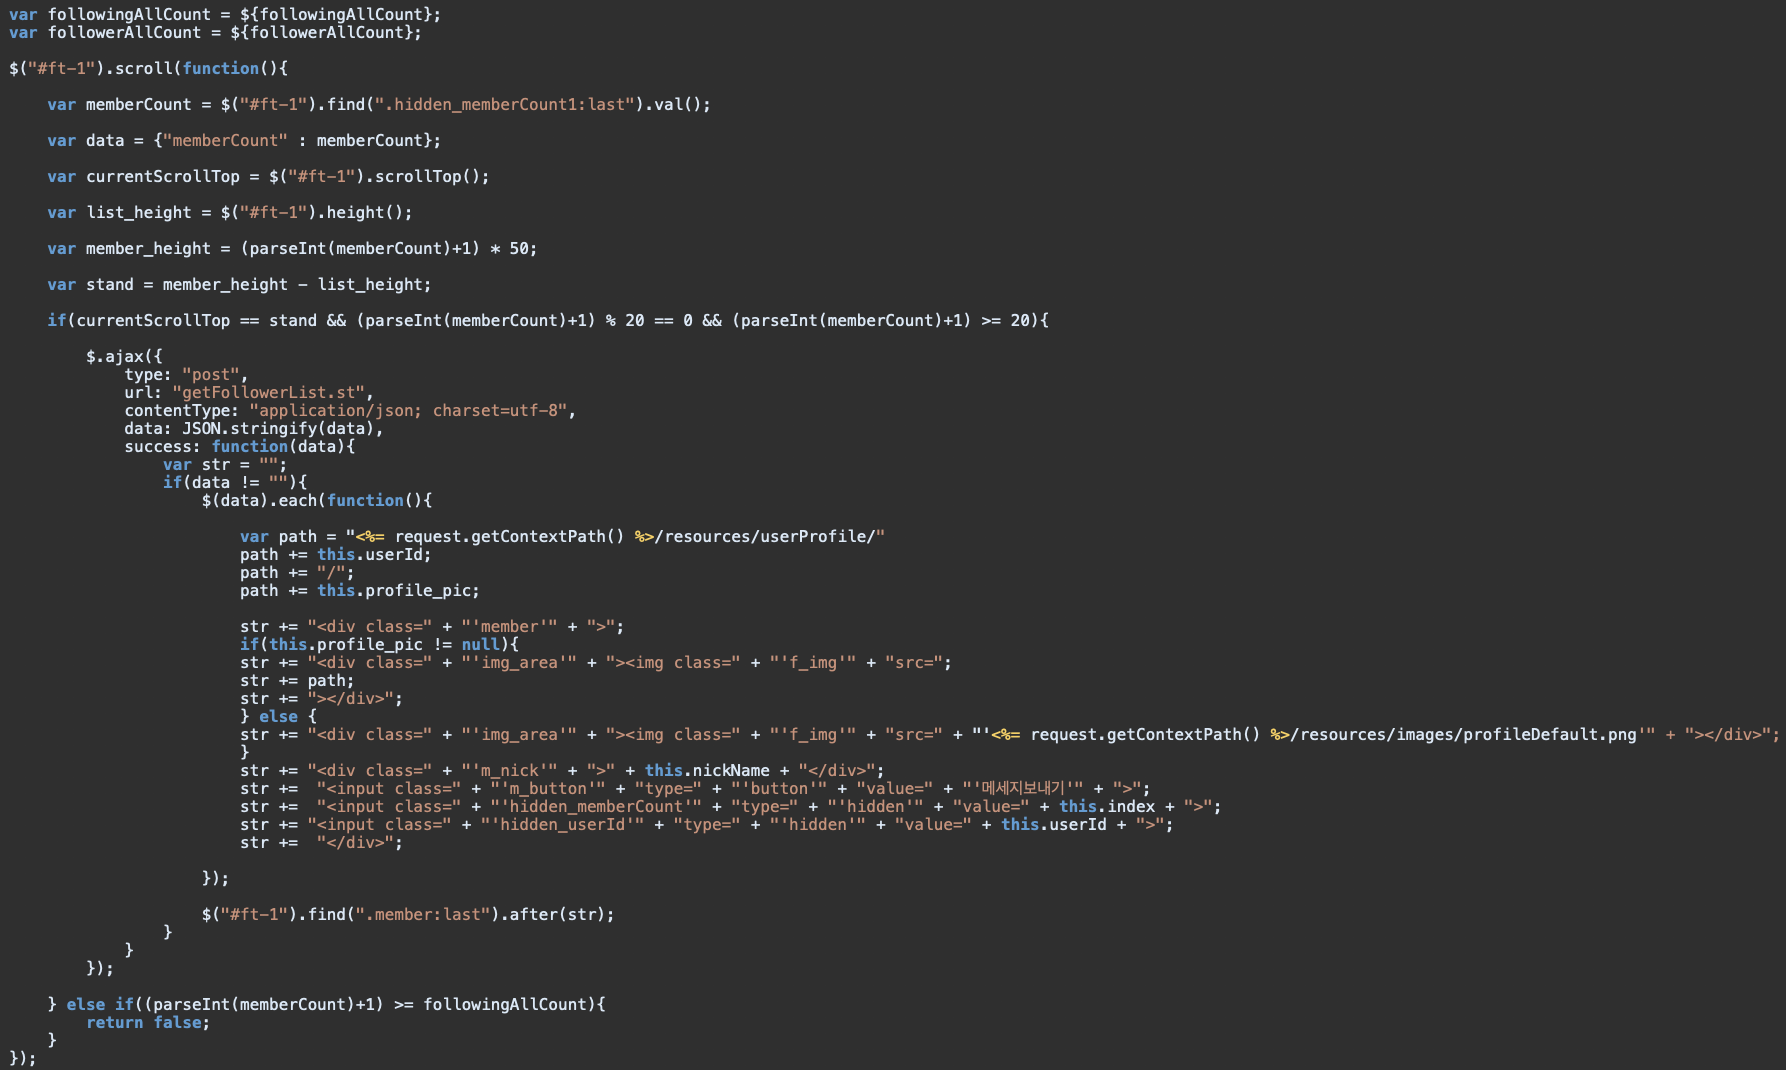 var followingAllCount = ${followingAllCount};
var followerAllCount = ${followerAllCount};
$("#ft-1").scroll(function(){
var memberCount = $("#ft-1").find(".hidden_memberCount1:last").val();
var data = {"memberCount" : memberCount};
var currentScrollTop = $("#ft-1").scrollTop();
var list_height = $("#ft-1").height();
var member_height = (parseInt(memberCount)+1) * 50;
var stand = member_height - list_height;
if(currentScrollTop == stand && (parseInt(memberCount)+1) % 20 == 0 && (parseInt(memberCount)+1) >= 20){
$.ajax({
type: "post",
url: "getFollowerList.st",
contentType: "application/json; charset=utf-8",
data: JSON.stringify(data),
success: function(data){
var str = "";
if(data != ""){
$(data).each(function(){
var path = "<%= request.getContextPath() %>/resources/userProfile/"
path += this.userId;
path += "/";
path += this.profile_pic;
str += "<div class=" + "'member'" + ">";
if(this.profile_pic != null){
str += "<div class=" + "'img_area'" + "><img class=" + "'f_img'" + "src=";
str += path;
str += "></div>";
} else {
str += "<div class=" + "'img_area'" + "><img class=" + "'f_img'" + "src=" + "'<%= request.getContextPath() %>/resources/images/profileDefault.png'" + "></div>";
}
str += "<div class=" + "'m_nick'" + ">" + this.nickName + "</div>";
str +=  "<input class=" + "'m_button'" + "type=" + "'button'" + "value=" + "'메세지보내기'" + ">";
str +=  "<input class=" + "'hidden_memberCount'" + "type=" + "'hidden'" + "value=" + this.index + ">";
str += "<input class=" + "'hidden_userId'" + "type=" + "'hidden'" + "value=" + this.userId + ">";
str +=  "</div>";
});
$("#ft-1").find(".member:last").after(str);
}
}
});
} else if((parseInt(memberCount)+1) >= followingAllCount){
return false;
}
});